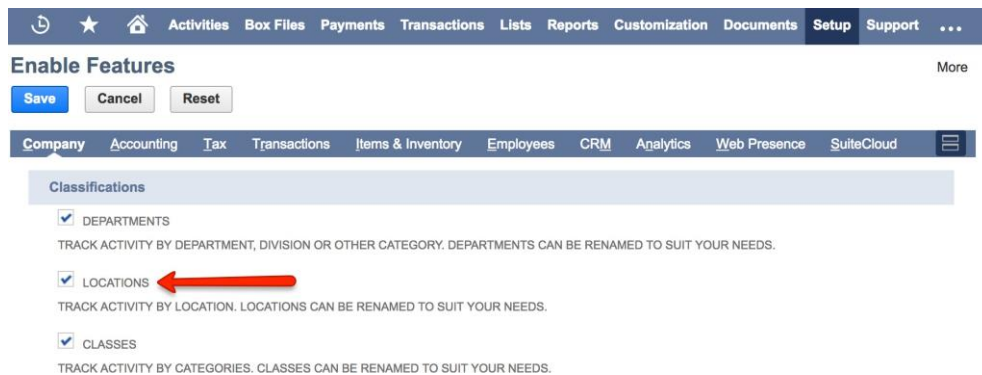 Activities Box Files Payments Transactions Lists Reports Customization Documents Setup Support ...
Enable Features
More
Save Cancel Reset
Company Accounting Tax Transactions Items & Inventory Employees CRM Analytics Web Presence SuiteCloud
Classifications
DEPARTMENTS
TRACK ACTIVITY BY DEPARTMENT, DIVISION OR OTHER CATEGORY. DEPARTMENTS CAN BE RENAMED TO SUIT YOUR NEEDS.
LOCATIONS
TRACK ACTIVITY BY LOCATION. LOCATIONS CAN BE RENAMED TO SUIT YOUR NEEDS.
CLASSES
TRACK ACTIVITY BY CATEGORIES. CLASSES CAN BE RENAMED TO SUIT YOUR NEEDS.